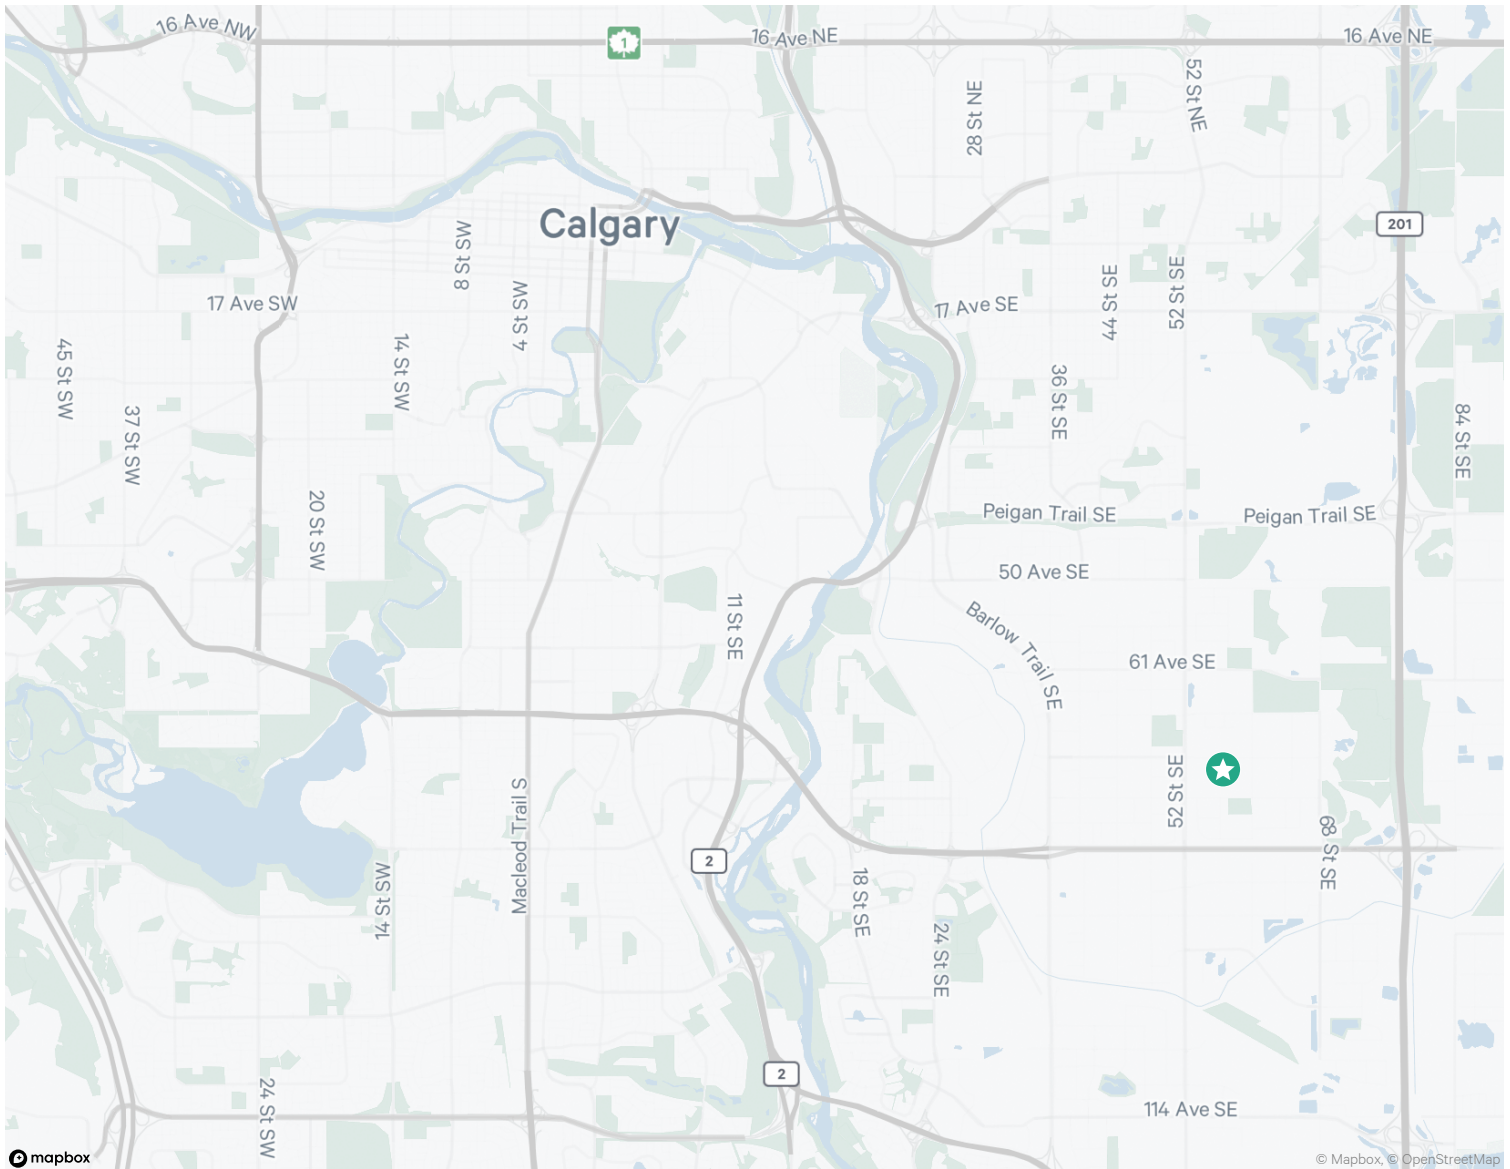 16 Ave NW
1
16 Ave NE
16 Ave NE
52 St NE
28 St NE
Calgary
201
8 St SW
4 St SW
17 Ave SW
17 Ave SE
44 St SE
52 St SE
45 St SW
14 St SW
36 St SE
37 St SW
84 St SE
20 St SW
Peigan Trail SE
Peigan Trail SE
50 Ave SE
11 St SE
Barlow Trail SE
61 Ave SE
52 St SE
Macleod Trail S
68 St SE
2
14 St SW
18 St SE
24 St SE
2
24 St SW
114 Ave SE
mapbox
© Mapbox, © OpenStreetMap